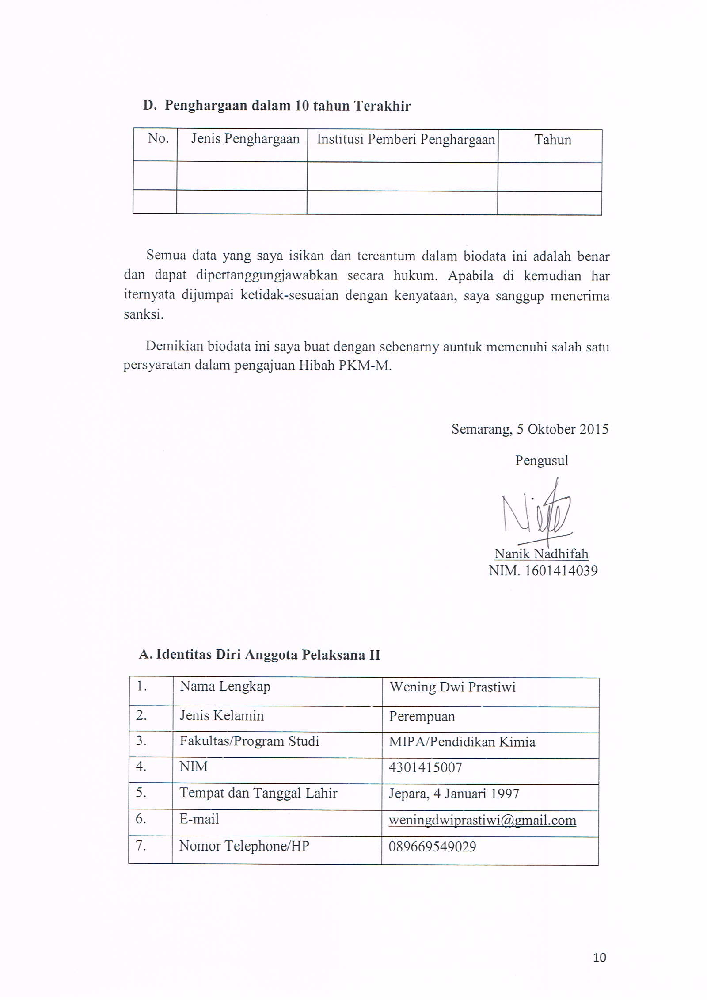 D. Penghargaan dalam 10 tahun Terakhir
No. Jenis Penghargaan Institusi Pemberi Penghargaan Tahun
Semua data yang saya isikan dan tercantum dalam biodata ini adalah benar
dan dapat dipertanggungjawabkan secara hukum. Apabila di kemudian har
iternyata dijumpai ketidak-sesuaian dengan kenyataan, saya sanggup menerima
sanksi.
Demikian biodata ini saya buat dengan sebenarny auntuk memenuhi salah satu
persyaratan dalam pengajuan Hibah PKM-M.
Semarang, 5 Oktober 2015
Pengusul
Nanik Nadhifah
NIM. 1601414039
A. Identitas Diri Anggota Pelaksana II
1. Nama Lengkap Wening Dwi Prastiwi
2. Jenis Kelamin Perempuan
3. Fakultas/Program Studi MIPA/Pendidikan Kimia
4. NIM 4301415007
5. Tempat dan Tanggal Lahir Jepara, 4 Januari 1997
6. E-mail weningdwiprastiwi@gmail.com
7. Nomor Telephone/HP 089669549029
10